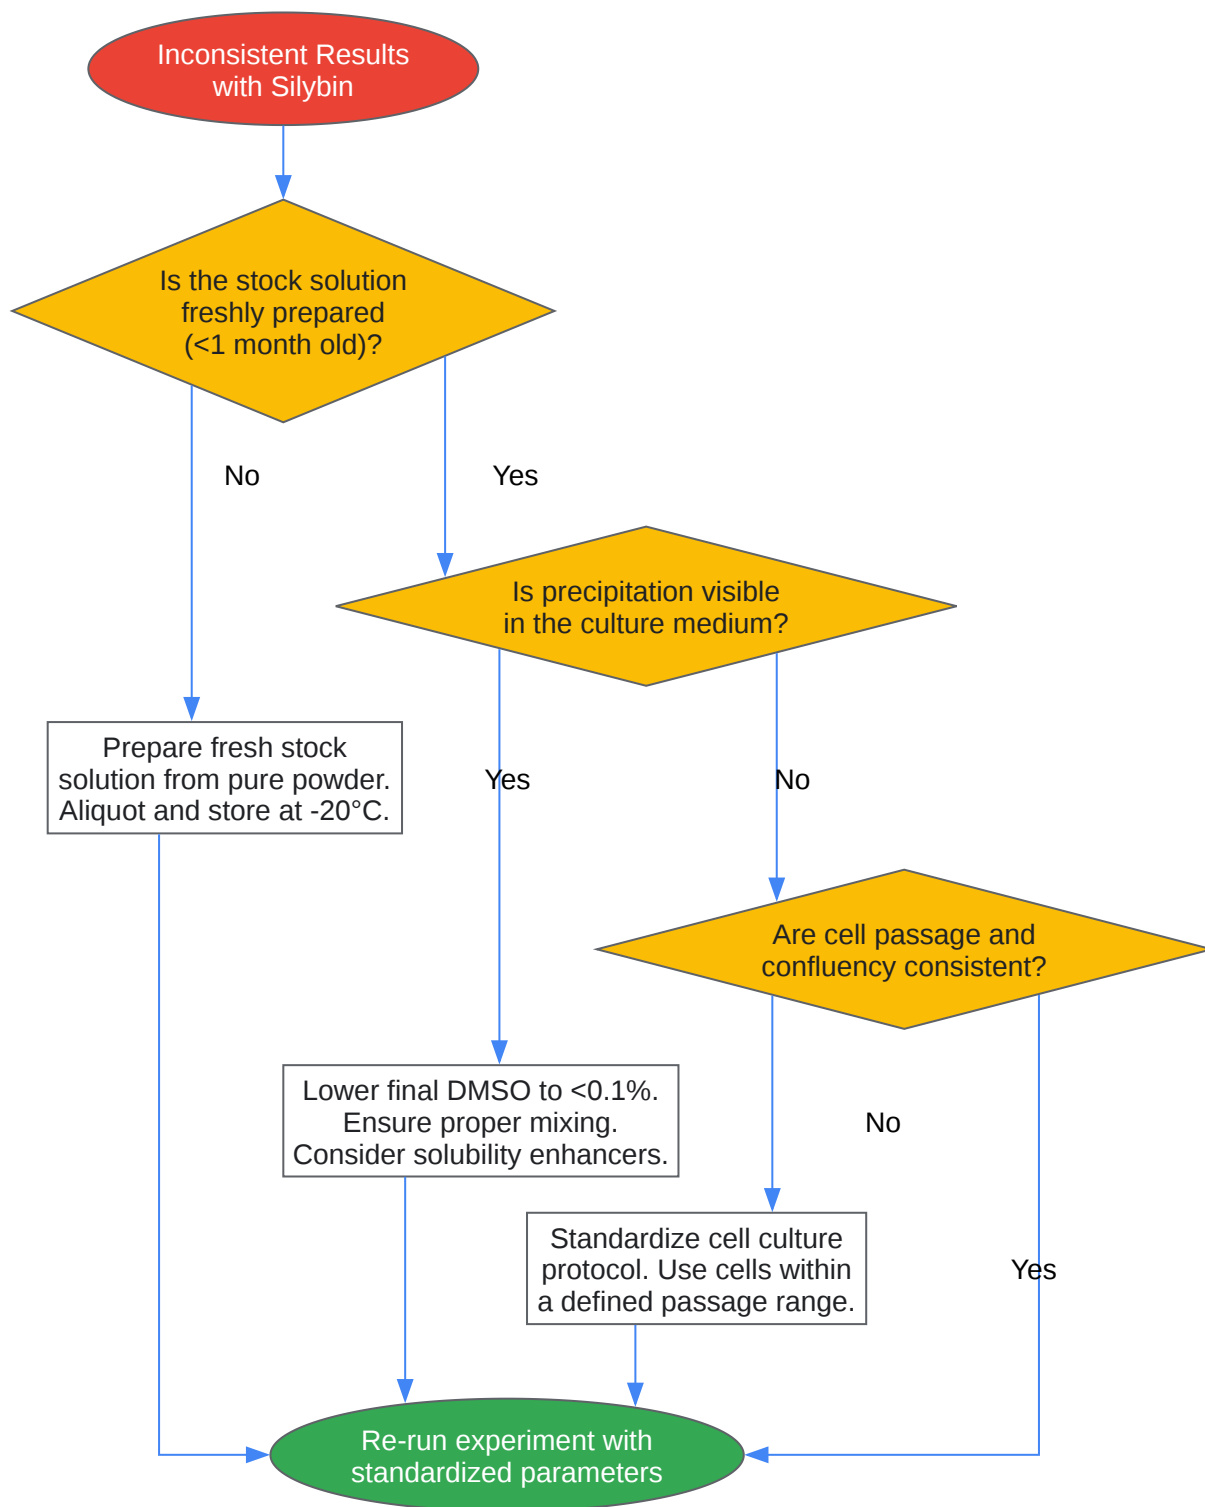 Inconsistent Results
with Silybin
Is the stock solution
freshly prepared
(<1 month old)?
No
Yes
Is precipitation visible
in the culture medium?
Prepare fresh stock
solution from pure powder.
Aliquot and store at -20°C.
Yes
No
Are cell passage and
confluency consistent?
Lower final DMSO to <0.1%.
Ensure proper mixing.
Consider solubility enhancers.
No
Standardize cell culture
protocol. Use cells within
a defined passage range.
Yes
Re-run experiment with
standardized parameters